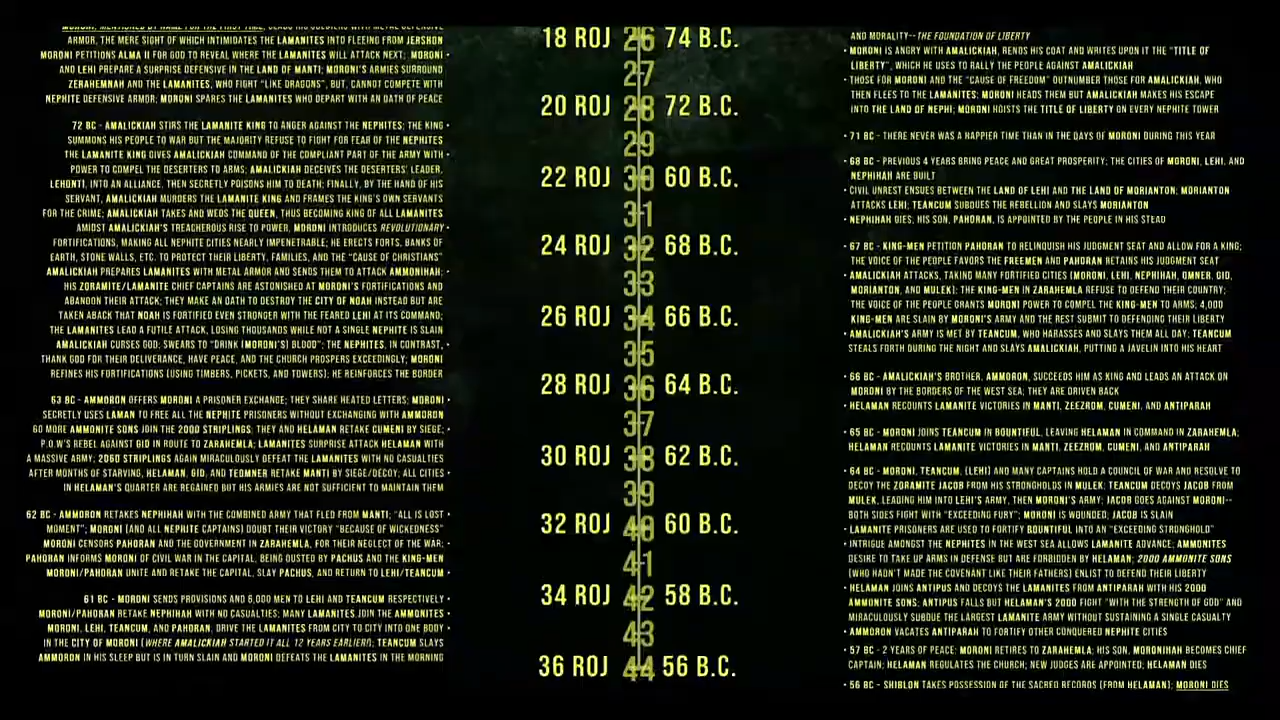 MORONI, MENTIONED BY NAME FOR THE FIRST TIME, LEADS HIS SOLDIERS WITH METAL DEFENSIVE
ARMOR, THE MERE SIGHT OF WHICH INTIMIDATES THE LAMANITES INTO FLEEING FROM JERSHON
MORONI PETITIONS ALMA II FOR GOD TO REVEAL WHERE THE LAMANITES WILL ATTACK NEXT; MORONI •
AND LEHI PREPARE A SURPRISE DEFENSIVE IN THE LAND OF MANTI; MORONI'S ARMIES SURROUND
ZERAHEMNAH AND THE LAMANITES, WHO FIGHT "LIKE DRAGONS", BUT, CANNOT COMPETE WITH
NEPHITE DEFENSIVE ARMOR; MORONI SPARES THE LAMANITES WHO DEPART WITH AN OATH OF PEACE
72 BC - AMALICKIAH STIRS THE LAMANITE KING TO ANGER AGAINST THE NEPHITES; THE KING •
SUMMONS HIS PEOPLE TO WAR BUT THE MAJORITY REFUSE TO FIGHT FOR FEAR OF THE NEPHITES
THE LAMANITE KING GIVES AMALICKIAH COMMAND OF THE COMPLIANT PART OF THE ARMY WITH •
POWER TO COMPEL THE DESERTERS TO ARMS; AMALICKIAH DECEIVES THE DESERTERS' LEADER,
LEHONTI, INTO AN ALLIANCE, THEN SECRETLY POISONS HIM TO DEATH; FINALLY, BY THE HAND OF HIS
SERVANT, AMALICKIAH MURDERS THE LAMANITE KING AND FRAMES THE KING'S OWN SERVANTS
FOR THE CRIME; AMALICKIAH TAKES AND WEDS THE QUEEN, THUS BECOMING KING OF ALL LAMANITES
AMIDST AMALICKIAH'S TREACHEROUS RISE TO POWER, MORONI INTRODUCES REVOLUTIONARY •
FORTIFICATIONS, MAKING ALL NEPHITE CITIES NEARLY IMPENETRABLE; HE ERECTS FORTS, BANKS OF
EARTH, STONE WALLS, ETC. TO PROTECT THEIR LIBERTY, FAMILIES, AND THE "CAUSE OF CHRISTIANS"
AMALICKIAH PREPARES LAMANITES WITH METAL ARMOR AND SENDS THEM TO ATTACK AMMONIHAH; •
HIS ZORAMITE/LAMANITE CHIEF CAPTAINS ARE ASTONISHED AT MORONI'S FORTIFICATIONS AND
ABANDON THEIR ATTACK; THEY MAKE AN OATH TO DESTROY THE CITY OF NOAH INSTEAD BUT ARE
TAKEN ABACK THAT NOAH IS FORTIFIED EVEN STRONGER WITH THE FEARED LEHI AT ITS COMMAND;
THE LAMANITES LEAD A FUTILE ATTACK, LOSING THOUSANDS WHILE NOT A SINGLE NEPHITE IS SLAIN
AMALICKIAH CURSES GOD; SWEARS TO "DRINK (MORONI'S) BLOOD"; THE NEPHITES, IN CONTRAST, •
THANK GOD FOR THEIR DELIVERANCE, HAVE PEACE, AND THE CHURCH PROSPERS EXCEEDINGLY; MORONI
REFINES HIS FORTIFICATIONS (USING TIMBERS, PICKETS, AND TOWERS); HE REINFORCES THE BORDER
63 BC - AMMORON OFFERS MORONI A PRISONER EXCHANGE; THEY SHARE HEATED LETTERS; MORONI •
SECRETLY USES LAMAN TO FREE ALL THE NEPHITE PRISONERS WITHOUT EXCHANGING WITH AMMORON
60 MORE AMMONITE SONS JOIN THE 2000 STRIPLINGS; THEY AND HELAMAN RETAKE CUMENI BY SIEGE; •
P.O.W'S REBEL AGAINST GID IN ROUTE TO ZARAHEMLA; LAMANITES SURPRISE ATTACK HELAMAN WITH
A MASSIVE ARMY; 2060 STRIPLINGS AGAIN MIRACULOUSLY DEFEAT THE LAMANITES WITH NO CASUALTIES
AFTER MONTHS OF STARVING, HELAMAN, GID, AND TEOMNER RETAKE MANTI BY SIEGE/DECOY; ALL CITIES •
IN HELAMAN'S QUARTER ARE REGAINED BUT HIS ARMIES ARE NOT SUFFICIENT TO MAINTAIN THEM
62 BC - AMMORON RETAKES NEPHIHAH WITH THE COMBINED ARMY THAT FLED FROM MANTI; "ALL IS LOST •
MOMENT"; MORONI (AND ALL NEPHITE CAPTAINS) DOUBT THEIR VICTORY "BECAUSE OF WICKEDNESS"
MORONI CENSORS PAHORAN AND THE GOVERNMENT IN ZARAHEMLA, FOR THEIR NEGLECT OF THE WAR; •
PAHORAN INFORMS MORONI OF CIVIL WAR IN THE CAPITAL, BEING OUSTED BY PACHUS AND THE KING-MEN
MORONI/PAHORAN UNITE AND RETAKE THE CAPITAL, SLAY PACHUS, AND RETURN TO LEHI/TEANCUM •
61 BC - MORONI SENDS PROVISIONS AND 6,000 MEN TO LEHI AND TEANCUM RESPECTIVELY •
MORONI/PAHORAN RETAKE NEPHIHAH WITH NO CASUALTIES; MANY LAMANITES JOIN THE AMMONITES •
MORONI, LEHI, TEANCUM, AND PAHORAN, DRIVE THE LAMANITES FROM CITY TO CITY INTO ONE BODY •
IN THE CITY OF MORONI (WHERE AMALICKIAH STARTED IT ALL 12 YEARS EARLIER); TEANCUM SLAYS
AMMORON IN HIS SLEEP BUT IS IN TURN SLAIN AND MORONI DEFEATS THE LAMANITES IN THE MORNING
18 ROJ 26 74 B.C.
27
20 ROJ 28 72 B.C.
29
22 ROJ 30 60 B.C.
31
24 ROJ 32 68 B.C.
33
26 ROJ 34 66 B.C.
35
28 ROJ 36 64 B.C.
37
30 ROJ 38 62 B.C.
39
32 ROJ 40 60 B.C.
41
34 ROJ 42 58 B.C.
43
36 ROJ 44 56 B.C.
AND MORALITY--THE FOUNDATION OF LIBERTY
• MORONI IS ANGRY WITH AMALICKIAH, RENDS HIS COAT AND WRITES UPON IT THE "TITLE OF
LIBERTY", WHICH HE USES TO RALLY THE PEOPLE AGAINST AMALICKIAH
• THOSE FOR MORONI AND THE "CAUSE OF FREEDOM" OUTNUMBER THOSE FOR AMALICKIAH, WHO
THEN FLEES TO THE LAMANITES; MORONI HEADS THEM BUT AMALICKIAH MAKES HIS ESCAPE
INTO THE LAND OF NEPHI; MORONI HOISTS THE TITLE OF LIBERTY ON EVERY NEPHITE TOWER
• 71 BC - THERE NEVER WAS A HAPPIER TIME THAN IN THE DAYS OF MORONI DURING THIS YEAR
• 68 BC - PREVIOUS 4 YEARS BRING PEACE AND GREAT PROSPERITY; THE CITIES OF MORONI, LEHI, AND
NEPHIHAH ARE BUILT
• CIVIL UNREST ENSUES BETWEEN THE LAND OF LEHI AND THE LAND OF MORIANTON; MORIANTON
ATTACKS LEHI; TEANCUM SUBDUES THE REBELLION AND SLAYS MORIANTON
• NEPHIHAH DIES; HIS SON, PAHORAN, IS APPOINTED BY THE PEOPLE IN HIS STEAD
• 67 BC - KING-MEN PETITION PAHORAN TO RELINQUISH HIS JUDGMENT SEAT AND ALLOW FOR A KING;
THE VOICE OF THE PEOPLE FAVORS THE FREEMEN AND PAHORAN RETAINS HIS JUDGMENT SEAT
• AMALICKIAH ATTACKS, TAKING MANY FORTIFIED CITIES (MORONI, LEHI, NEPHIHAH, OMNER, GID,
MORIANTON, AND MULEK); THE KING-MEN IN ZARAHEMLA REFUSE TO DEFEND THEIR COUNTRY;
THE VOICE OF THE PEOPLE GRANTS MORONI POWER TO COMPEL THE KING-MEN TO ARMS; 4,000
KING-MEN ARE SLAIN BY MORONI'S ARMY AND THE REST SUBMIT TO DEFENDING THEIR LIBERTY
• AMALICKIAH'S ARMY IS MET BY TEANCUM, WHO HARASSES AND SLAYS THEM ALL DAY; TEANCUM
STEALS FORTH DURING THE NIGHT AND SLAYS AMALICKIAH, PUTTING A JAVELIN INTO HIS HEART
• 66 BC - AMALICKIAH'S BROTHER, AMMORON, SUCCEEDS HIM AS KING AND LEADS AN ATTACK ON
MORONI BY THE BORDERS OF THE WEST SEA; THEY ARE DRIVEN BACK
• HELAMAN RECOUNTS LAMANITE VICTORIES IN MANTI, ZEEZROM, CUMENI, AND ANTIPARAH
• 65 BC - MORONI JOINS TEANCUM IN BOUNTIFUL, LEAVING HELAMAN IN COMMAND IN ZARAHEMLA;
HELAMAN RECOUNTS LAMANITE VICTORIES IN MANTI, ZEEZROM, CUMENI, AND ANTIPARAH
• 64 BC - MORONI, TEANCUM, (LEHI) AND MANY CAPTAINS HOLD A COUNCIL OF WAR AND RESOLVE TO
DECOY THE ZORAMITE JACOB FROM HIS STRONGHOLDS IN MULEK; TEANCUM DECOYS JACOB FROM
MULEK, LEADING HIM INTO LEHI'S ARMY, THEN MORONI'S ARMY; JACOB GOES AGAINST MORONI--
BOTH SIDES FIGHT WITH "EXCEEDING FURY"; MORONI IS WOUNDED; JACOB IS SLAIN
• LAMANITE PRISONERS ARE USED TO FORTIFY BOUNTIFUL INTO AN "EXCEEDING STRONGHOLD"
• INTRIGUE AMONGST THE NEPHITES IN THE WEST SEA ALLOWS LAMANITE ADVANCE; AMMONITES
DESIRE TO TAKE UP ARMS IN DEFENSE BUT ARE FORBIDDEN BY HELAMAN; 2000 AMMONITE SONS
(WHO HADN'T MADE THE COVENANT LIKE THEIR FATHERS) ENLIST TO DEFEND THEIR LIBERTY
• HELAMAN JOINS ANTIPUS AND DECOYS THE LAMANITES FROM ANTIPARAH WITH HIS 2000
AMMONITE SONS; ANTIPUS FALLS BUT HELAMAN'S 2000 FIGHT "WITH THE STRENGTH OF GOD" AND
MIRACULOUSLY SUBDUE THE LARGEST LAMANITE ARMY WITHOUT SUSTAINING A SINGLE CASUALTY
• AMMORON VACATES ANTIPARAH TO FORTIFY OTHER CONQUERED NEPHITE CITIES
• 57 BC - 2 YEARS OF PEACE; MORONI RETIRES TO ZARAHEMLA; HIS SON, MORONIHAH BECOMES CHIEF
CAPTAIN; HELAMAN REGULATES THE CHURCH; NEW JUDGES ARE APPOINTED; HELAMAN DIES
• 56 BC - SHIBLON TAKES POSSESSION OF THE SACRED RECORDS (FROM HELAMAN); MORONI DIES